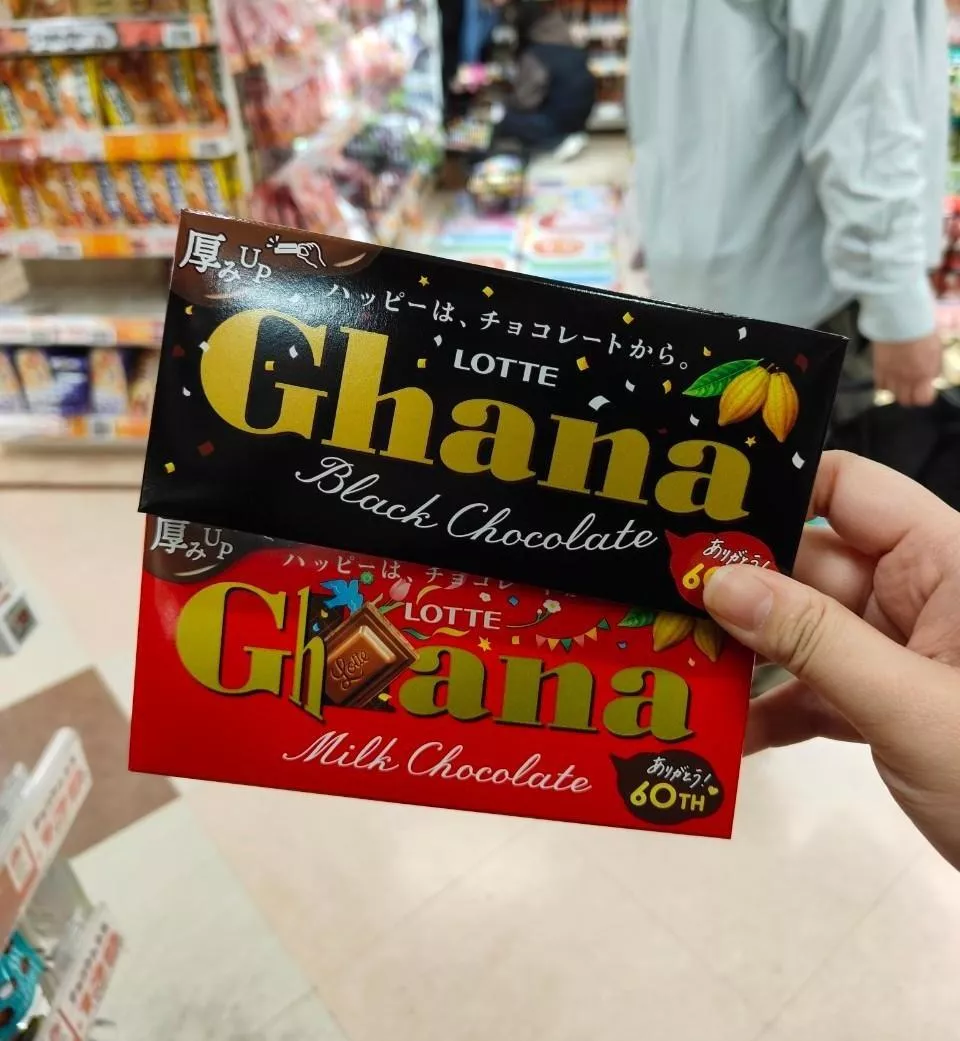 厚みUP
ハッピーは、チョコレートから。
LOTTE
Ghana
Black Chocolate
ありがとう!
厚みUP
ハッピーは、チョコレ
LOTTE
Ghana
Lotte
Milk Chocolate
ありがとう!
60TH